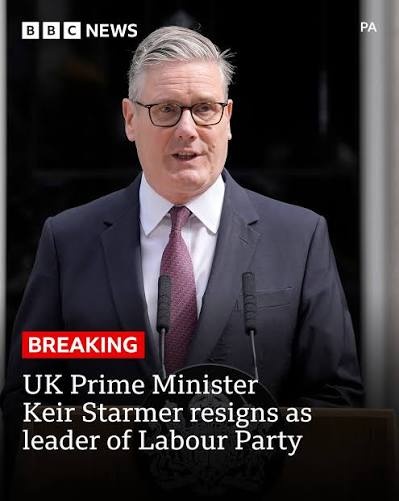 BBC NEWS
PA
BREAKING
UK Prime Minister
Keir Starmer resigns as
leader of Labour Party